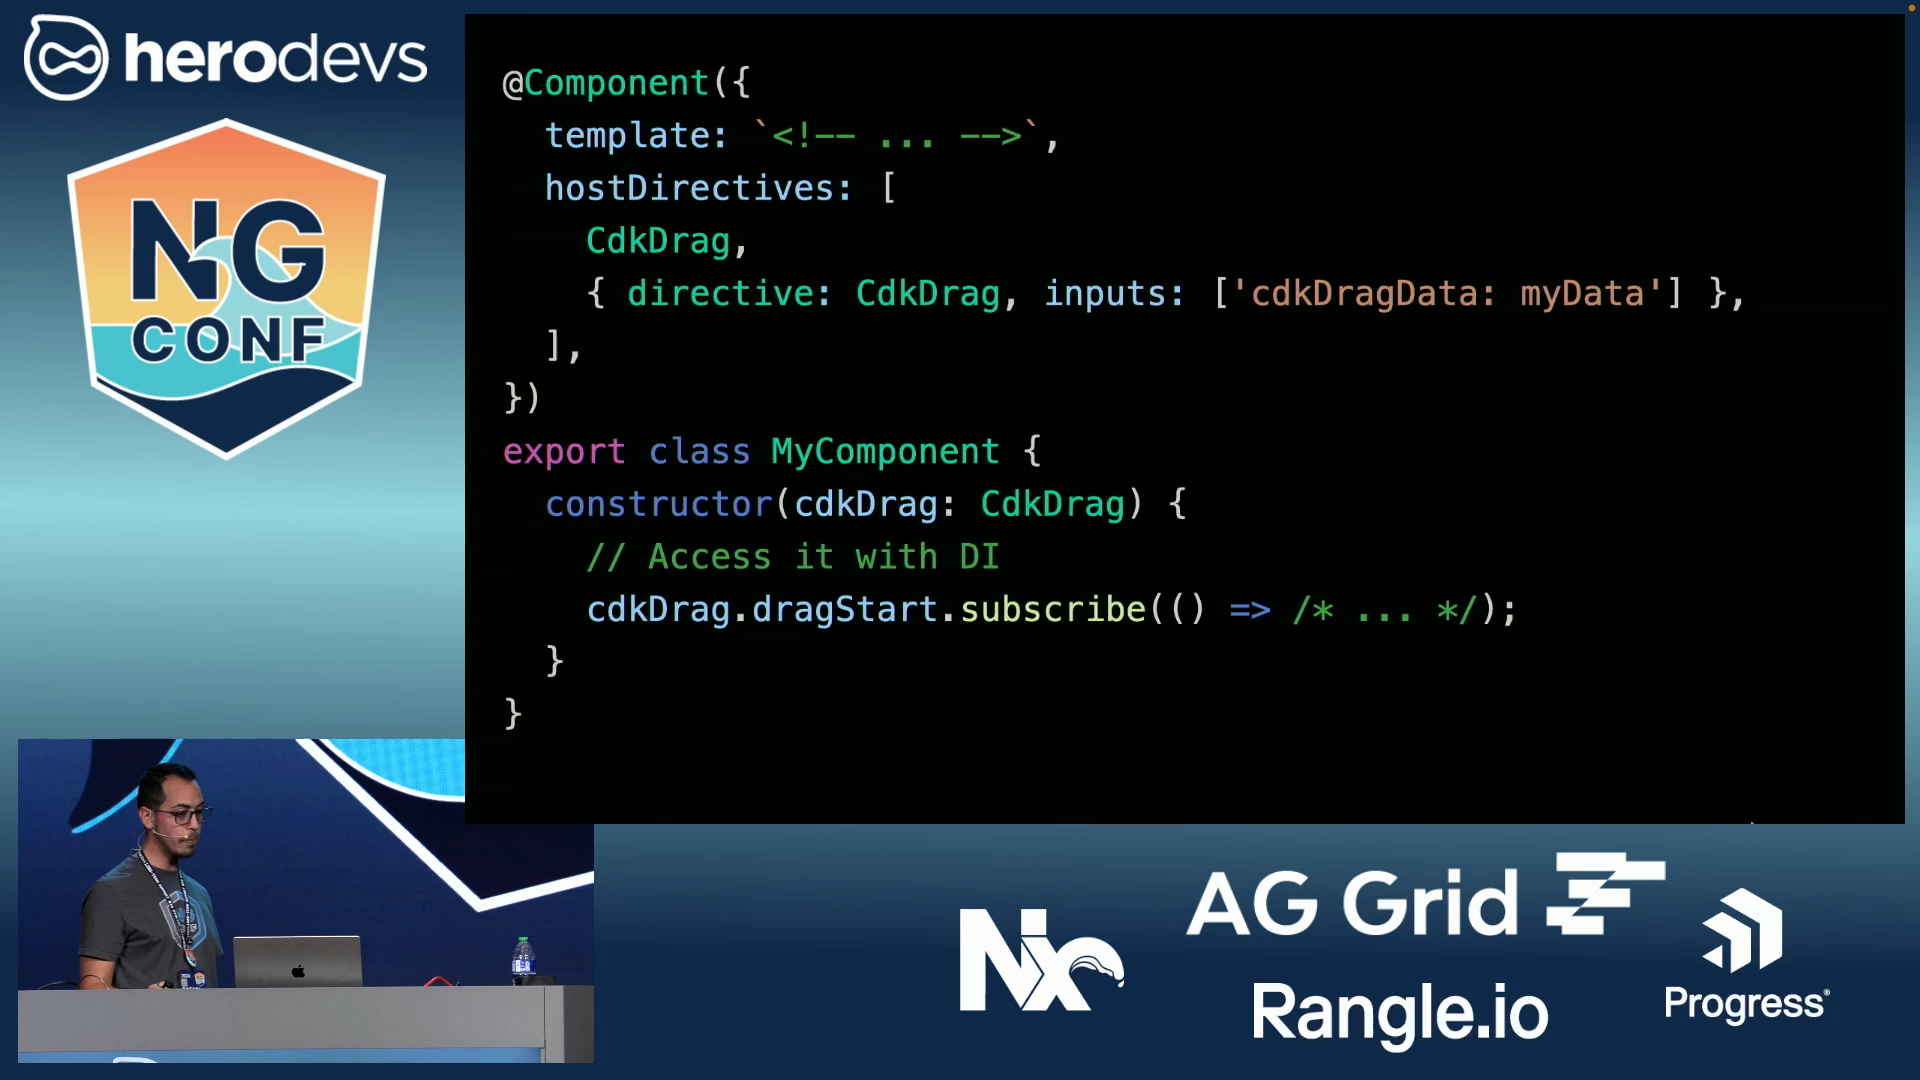 herodevs
NG
CONF
@Component({
  template: `<!-- ... -->`,
  hostDirectives: [
    CdkDrag,
    { directive: CdkDrag, inputs: ['cdkDragData: myData'] },
  ],
})
export class MyComponent {
  constructor(cdkDrag: CdkDrag) {
    // Access it with DI
    cdkDrag.dragStart.subscribe(() => /* ... */);
  }
}
Nx
AG Grid
Rangle.io
Progress®